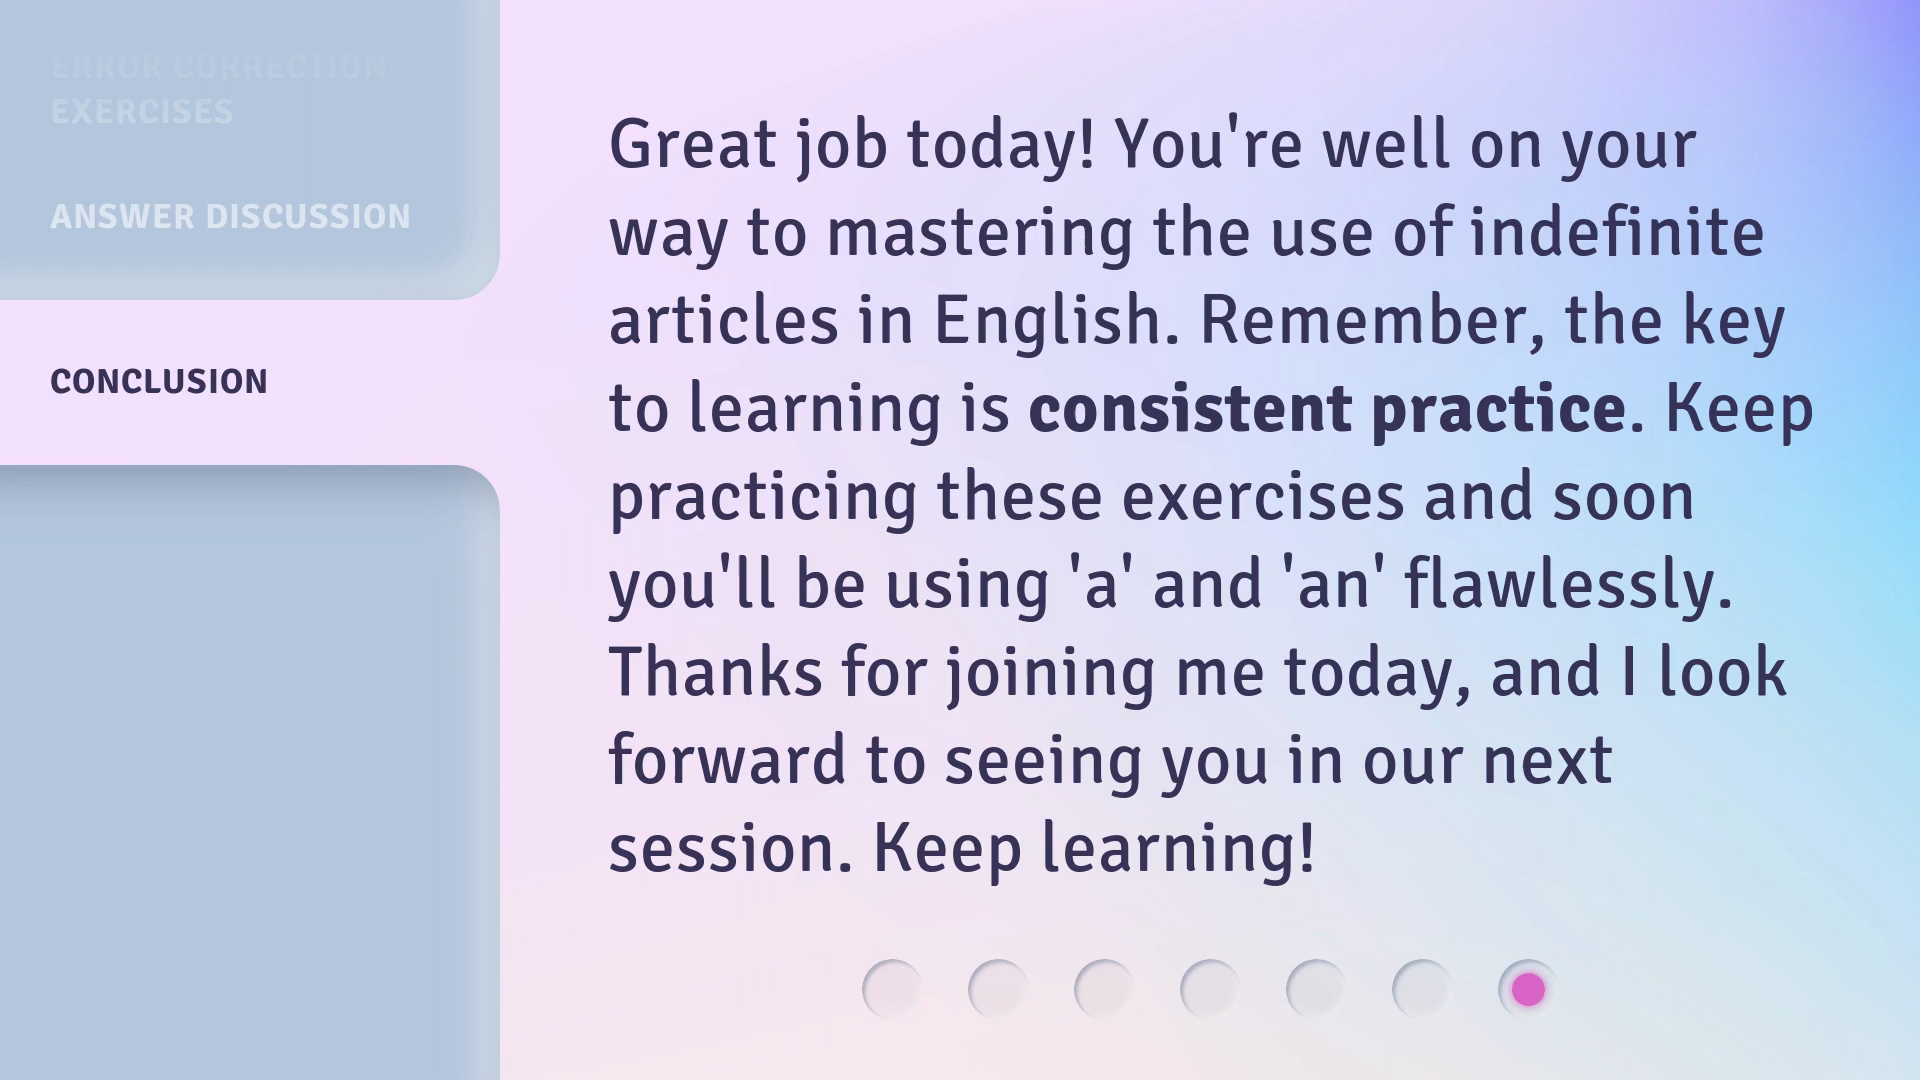 ERROR CORRECTION
EXERCISES
ANSWER DISCUSSION
CONCLUSION
Great job today! You're well on your
way to mastering the use of indefinite
articles in English. Remember, the key
to learning is consistent practice. Keep
practicing these exercises and soon
you'll be using 'a' and 'an' flawlessly.
Thanks for joining me today, and I look
forward to seeing you in our next
session. Keep learning!